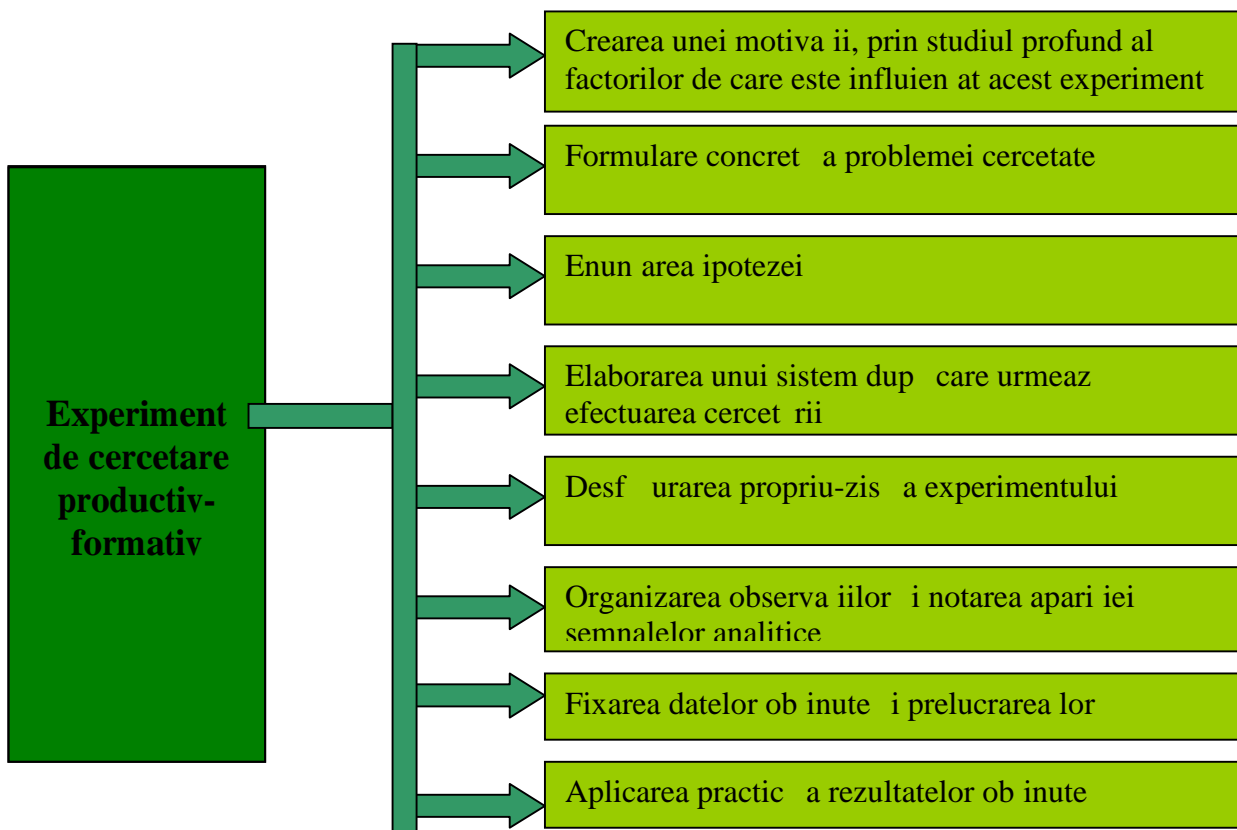 Experiment
de cercetare
productiv-
formativ
Crearea unei motiva ii, prin studiul profund al
factorilor de care este influien at acest experiment
Formulare concret a problemei cercetate
Enun area ipotezei
Elaborarea unui sistem dup care urmeaz
efectuarea cercet rii
Desf urarea propriu-zis a experimentului
Organizarea observa iilor i notarea apari iei
semnalelor analitice
Fixarea datelor ob inute i prelucrarea lor
Aplicarea practic a rezultatelor ob inute